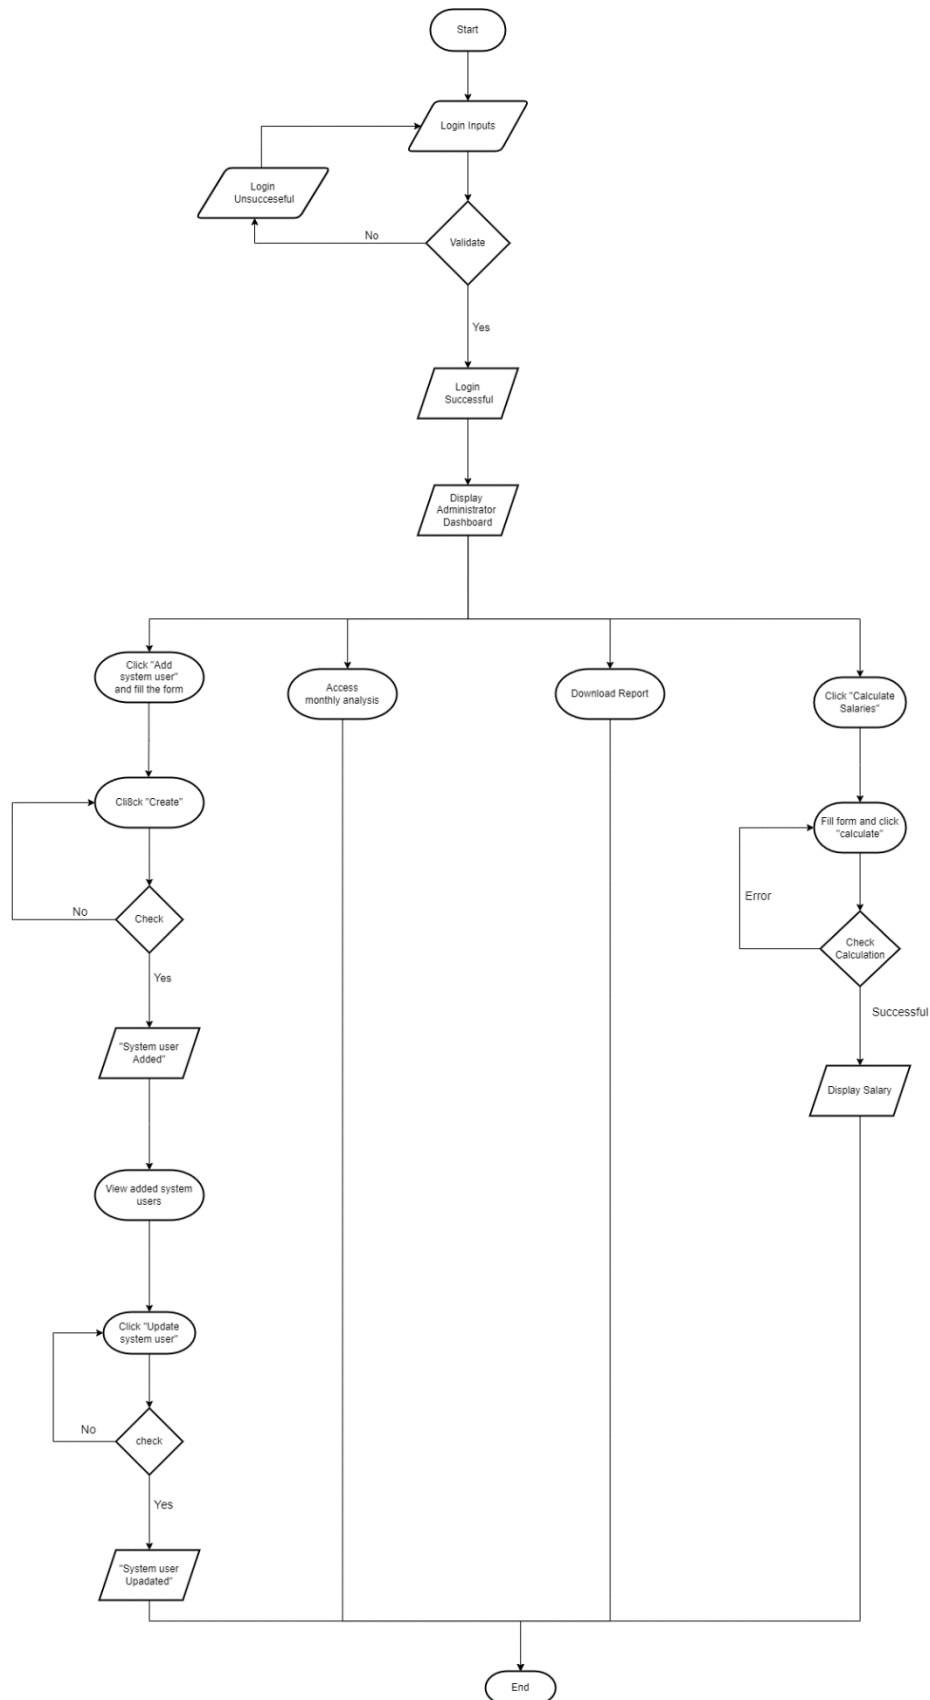 Start
Login Inputs
Login
Unsucceseful
No
Validate
Yes
Login
Successful
Display
Administrator
Dashboard
Click "Add
system user"
and fill the form
Access
monthly analysis
Download Report
Click "Calculate
Salaries"
Cli8ck "Create"
Fill form and click
"calculate"
No
Check
Error
Check
Calculation
Yes
Successful
"System user
Added"
Display Salary
View added system
users
Click "Update
system user"
No
check
Yes
"System user
Upadated"
End